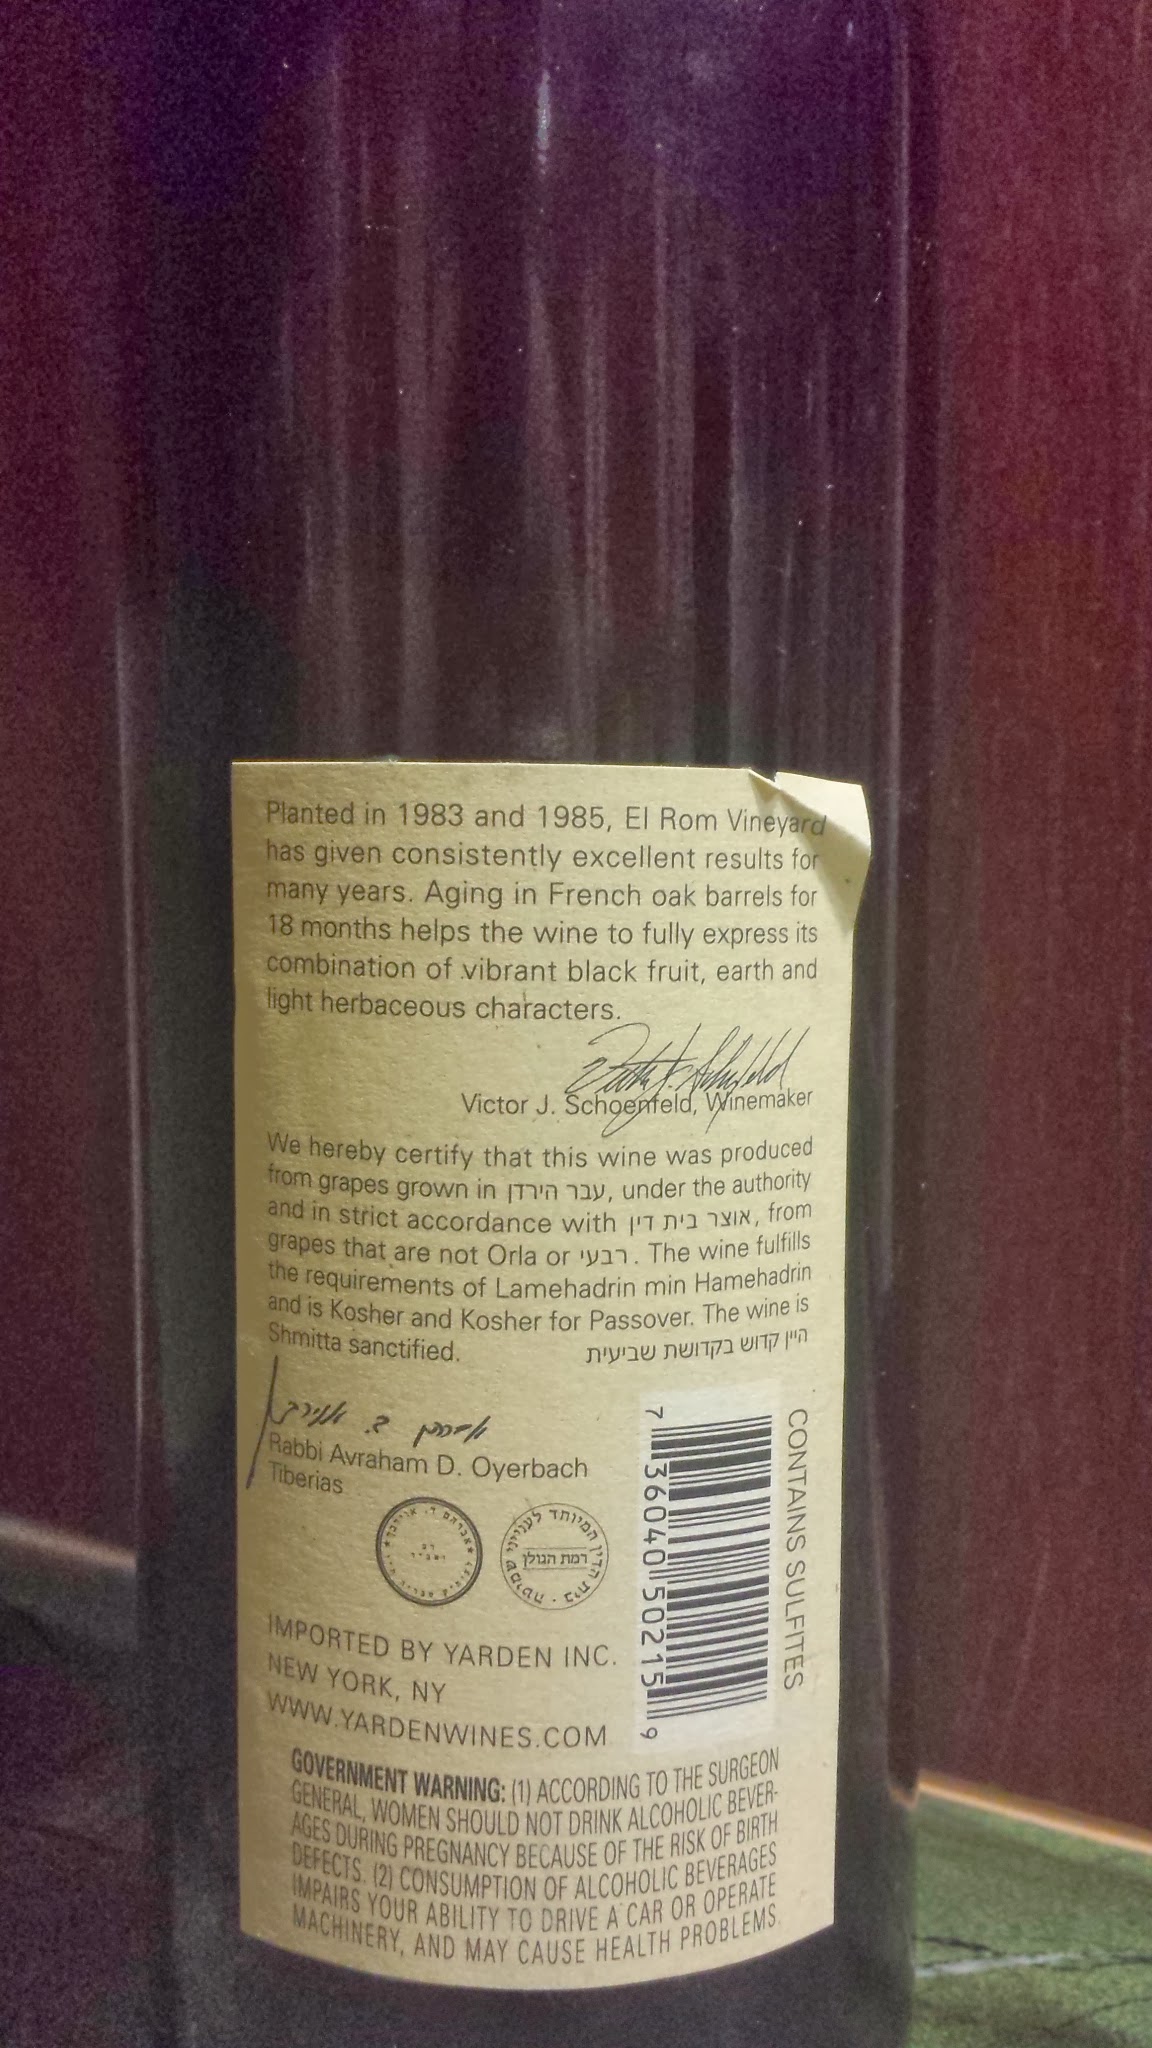 Planted in 1983 and 1985, El Rom Vineyard
has given consistently excellent results for
many years. Aging in French oak barrels for
18 months helps the wine to fully express its
combination of vibrant black fruit, earth and
light herbaceous characters.
Victor J. Schoenfeld, Winemaker
We hereby certify that this wine was produced
from grapes grown in עבר הירדן, under the authority
and in strict accordance with אוצר בית דין, from
grapes that are not Orla or רבעי. The wine fulfills
the requirements of Lamehadrin min Hamehadrin
and is Kosher and Kosher for Passover. The wine is
Shmitta sanctified. היין קדוש בקדושת שביעית
Rabbi Avraham D. Oyerbach
Tiberias
בית הדין המיוחד לענייני שמיטה
רמת הגולן
7 36040 50215 9
CONTAINS SULFITES
IMPORTED BY YARDEN INC.
NEW YORK, NY
WWW.YARDENWINES.COM
GOVERNMENT WARNING: (1) ACCORDING TO THE SURGEON
GENERAL, WOMEN SHOULD NOT DRINK ALCOHOLIC BEVER-
AGES DURING PREGNANCY BECAUSE OF THE RISK OF BIRTH
DEFECTS. (2) CONSUMPTION OF ALCOHOLIC BEVERAGES
IMPAIRS YOUR ABILITY TO DRIVE A CAR OR OPERATE
MACHINERY, AND MAY CAUSE HEALTH PROBLEMS.